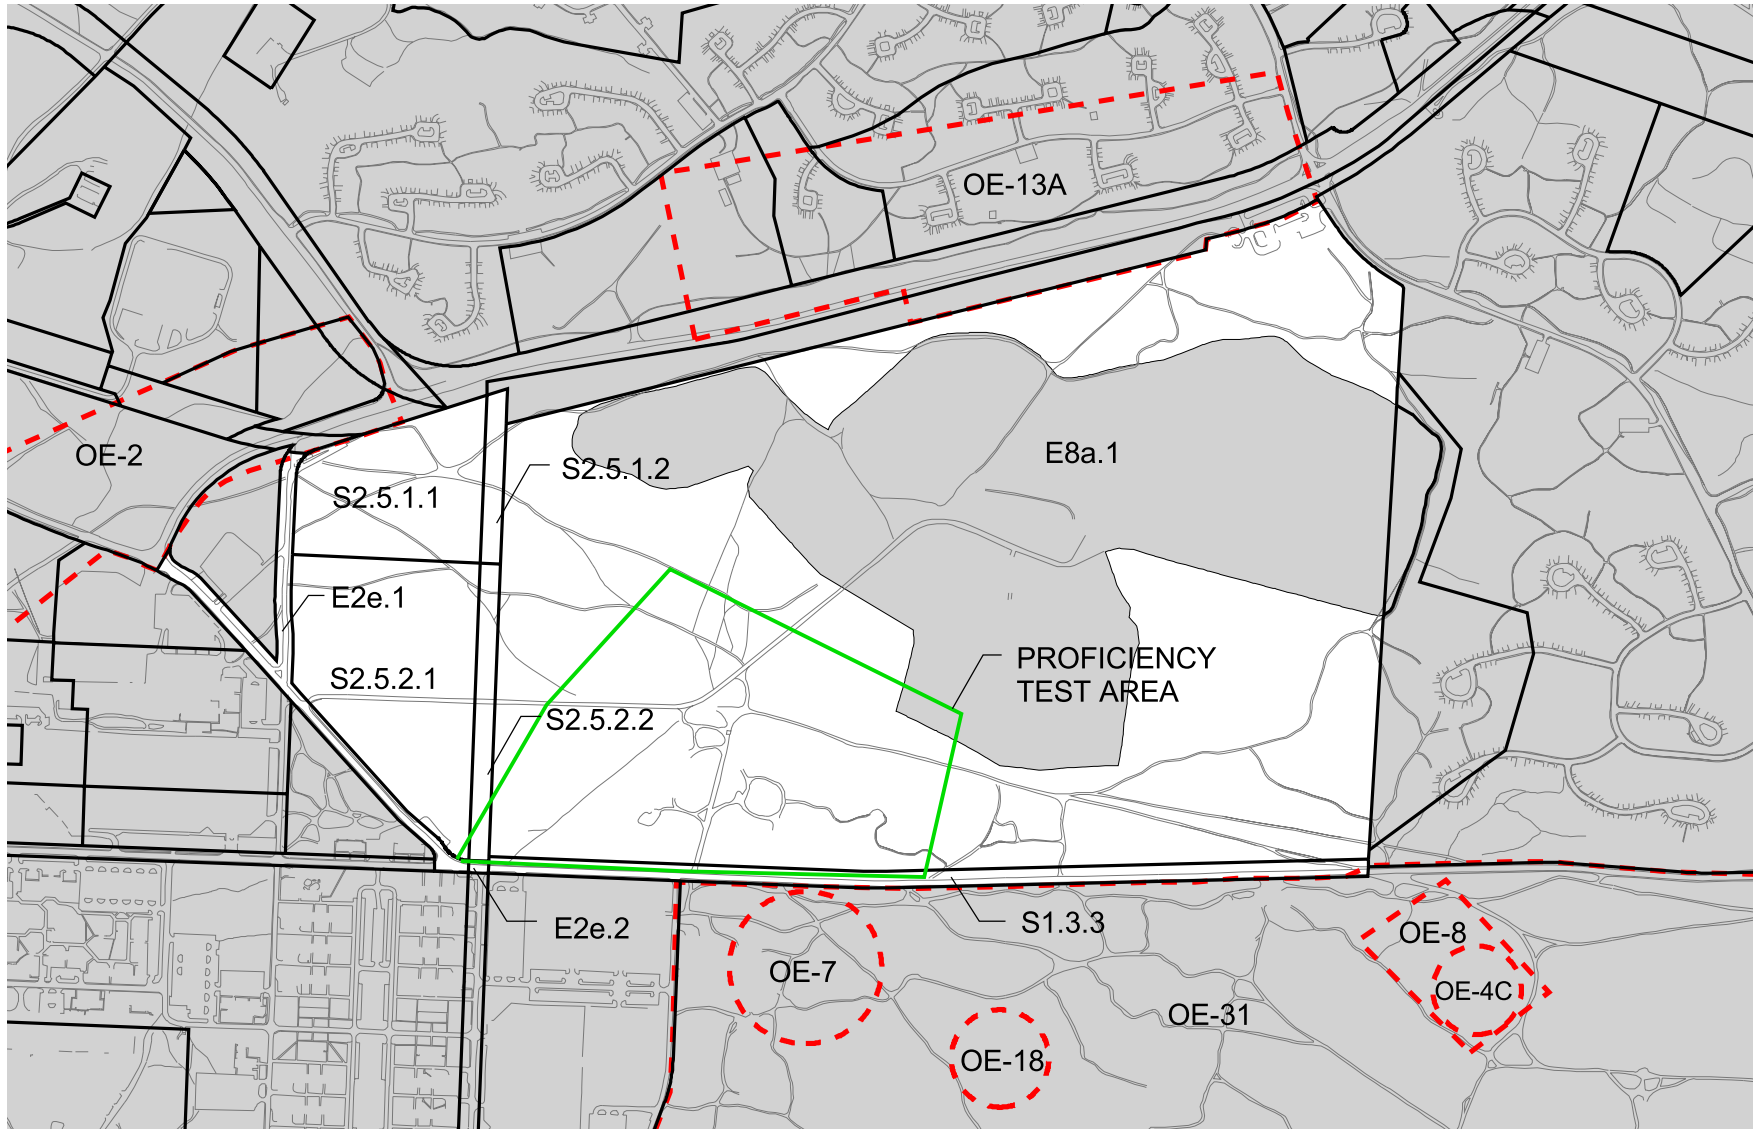 OE-13A
OE-2
E8a.1
S2.5.1.2
S2.5.1.1
E2e.1
PROFICIENCY
TEST AREA
S2.5.2.1
S2.5.2.2
S1.3.3
E2e.2
OE-8
OE-7
OE-4C
OE-31
OE-18